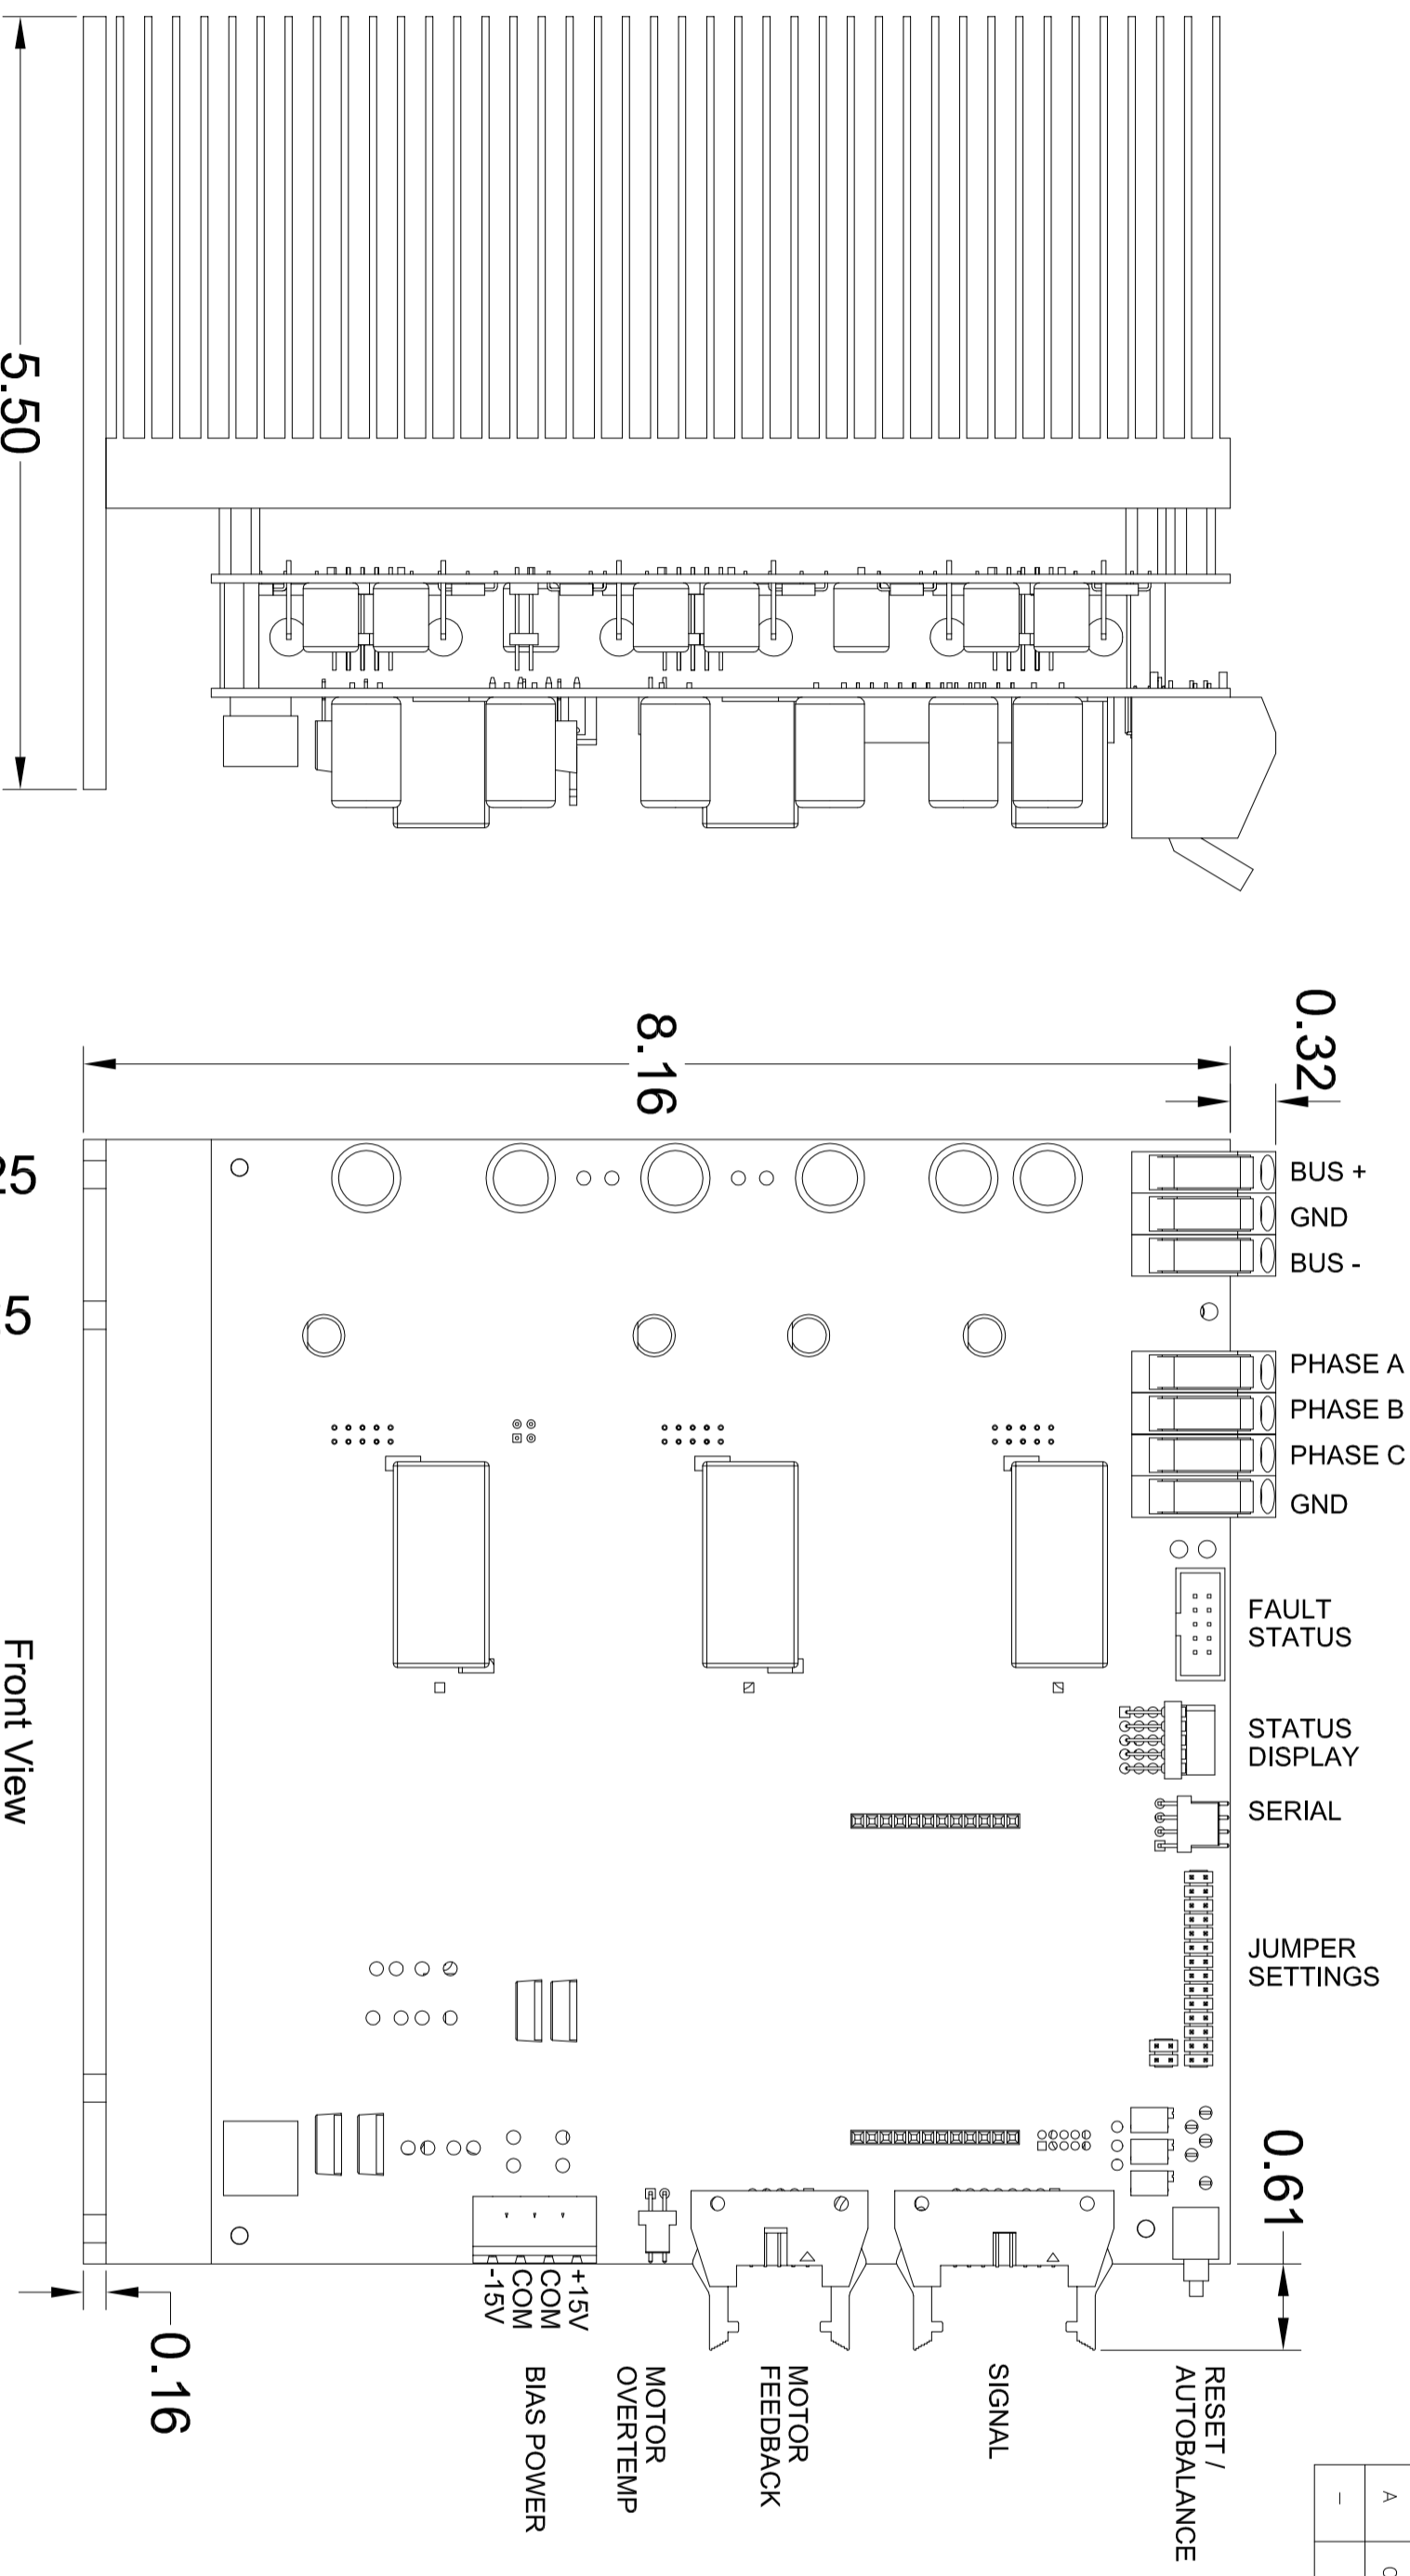 5.50
0.32
8.16
BUS +
GND
BUS -
PHASE A
PHASE B
PHASE C
GND
FAULT
STATUS
STATUS
DISPLAY
SERIAL
JUMPER
SETTINGS
0.61
RESET /
AUTOBALANCE
SIGNAL
MOTOR
FEEDBACK
MOTOR
OVERTEMP
+15V
COM
COM
-15V
BIAS POWER
0.16
Front View
A
–